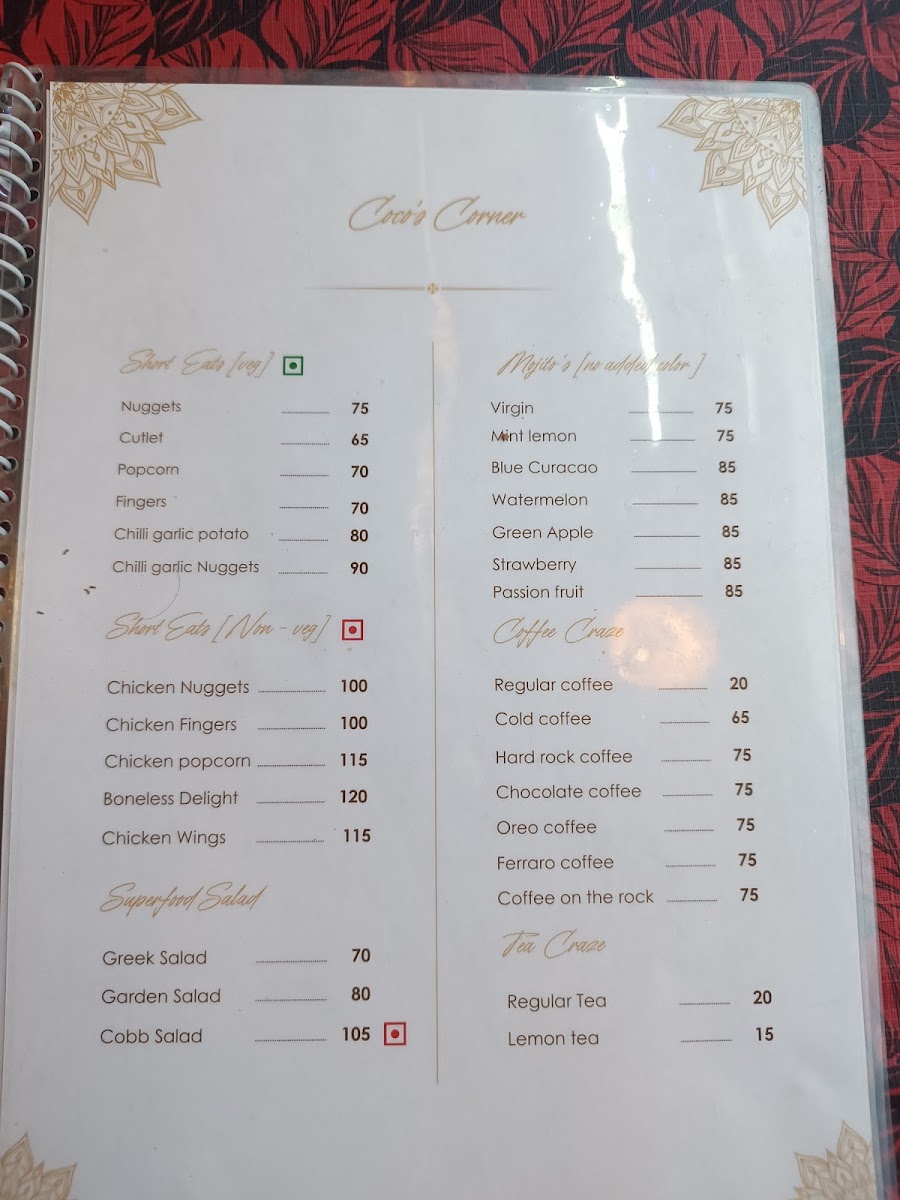 Coco's Corner
Short Eats [veg]
Nuggets 75
Cutlet 65
Popcorn 70
Fingers 70
Chilli garlic potato 80
Chilli garlic Nuggets 90
Short Eats [Non - veg]
Chicken Nuggets 100
Chicken Fingers 100
Chicken popcorn 115
Boneless Delight 120
Chicken Wings 115
Superfood Salad
Greek Salad 70
Garden Salad 80
Cobb Salad 105
Mojito's [no added color ]
Virgin 75
Mint lemon 75
Blue Curacao 85
Watermelon 85
Green Apple 85
Strawberry 85
Passion fruit 85
Coffee Craze
Regular coffee 20
Cold coffee 65
Hard rock coffee 75
Chocolate coffee 75
Oreo coffee 75
Ferraro coffee 75
Coffee on the rock 75
Tea Craze
Regular Tea 20
Lemon tea 15